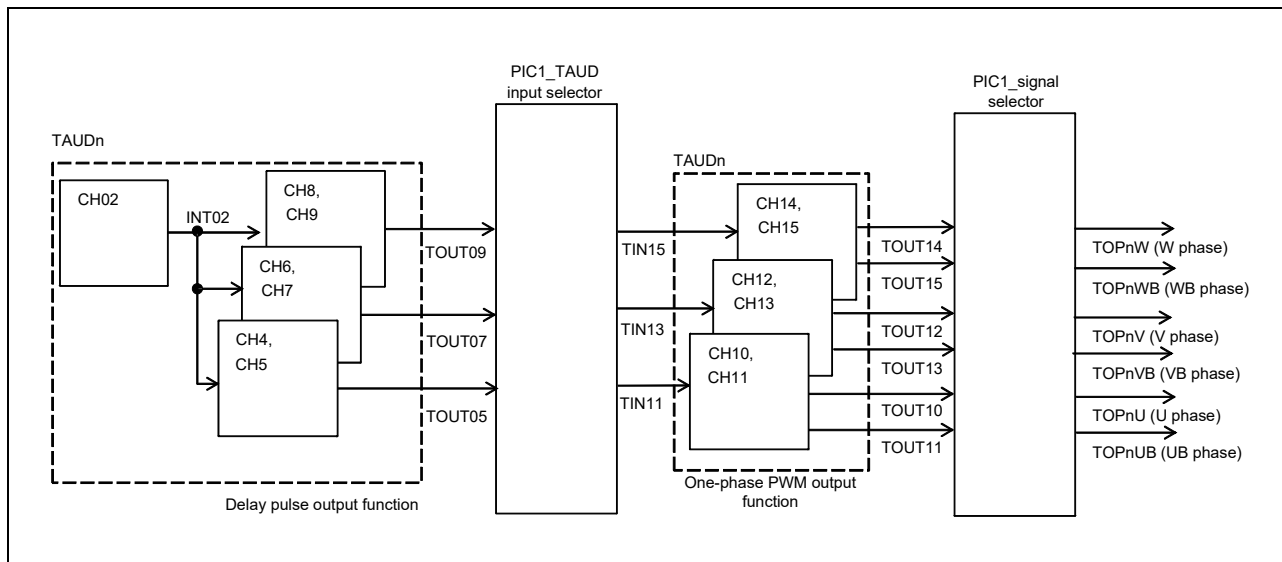 PIC1_TAUD
input selector
PIC1_signal
selector
TAUDn
CH02
INT02
CH8,
CH9
CH6,
CH7
CH4,
CH5
TOUT09
TOUT07
TOUT05
Delay pulse output function
TIN15
TIN13
TIN11
TAUDn
CH14,
CH15
CH12,
CH13
CH10,
CH11
One-phase PWM output
function
TOUT14
TOUT15
TOUT12
TOUT13
TOUT10
TOUT11
TOPnW (W phase)
TOPnWB (WB phase)
TOPnV (V phase)
TOPnVB (VB phase)
TOPnU (U phase)
TOPnUB (UB phase)